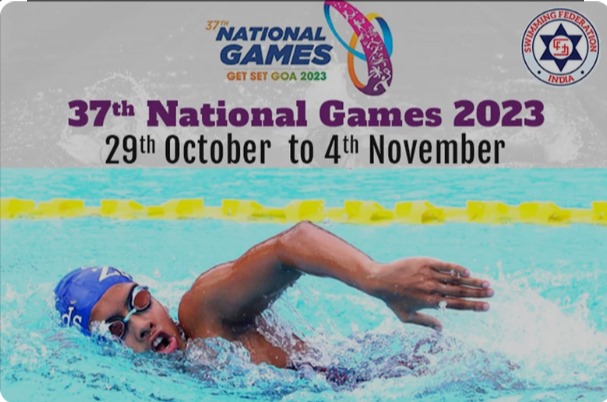 37TH
NATIONAL
GAMES
GET SET GOA 2023
SWIMMING FEDERATION
INDIA
37th National Games 2023
29th October to 4th November